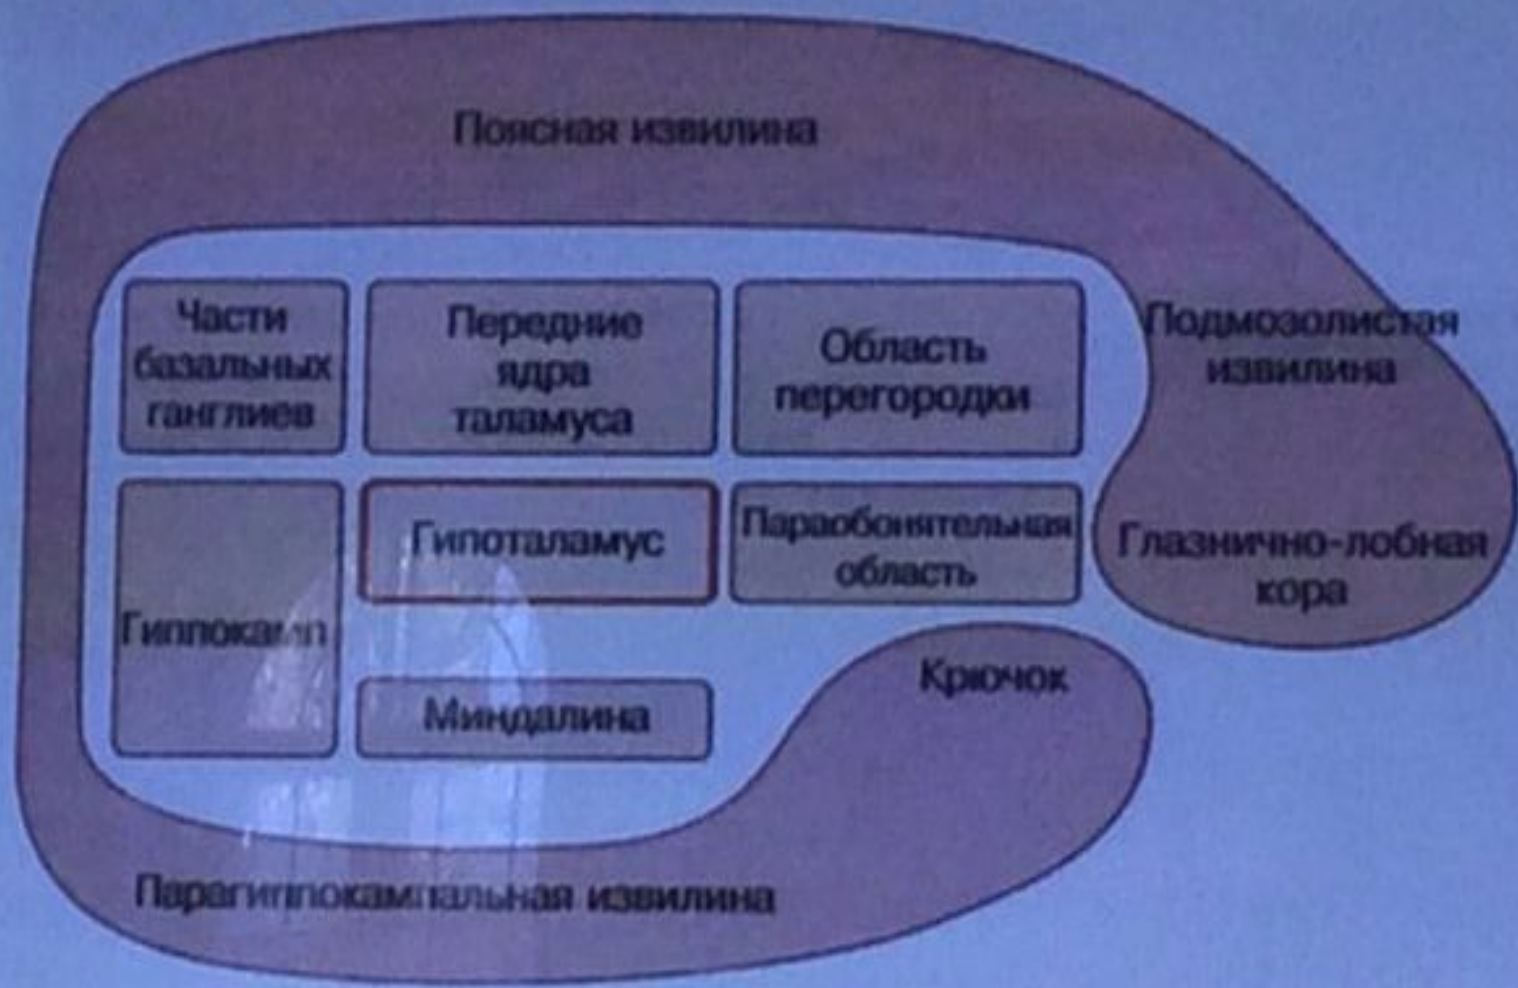 Поясная извилина
Части
базальных
ганглиев
Передние
ядра
таламуса
Область
перегородки
Подмозолистая
извилина
Гиппокамп
Гипоталамус
Параобонятельная
область
Глазнично-лобная
кора
Миндалина
Крючок
Парагиппокампальная извилина